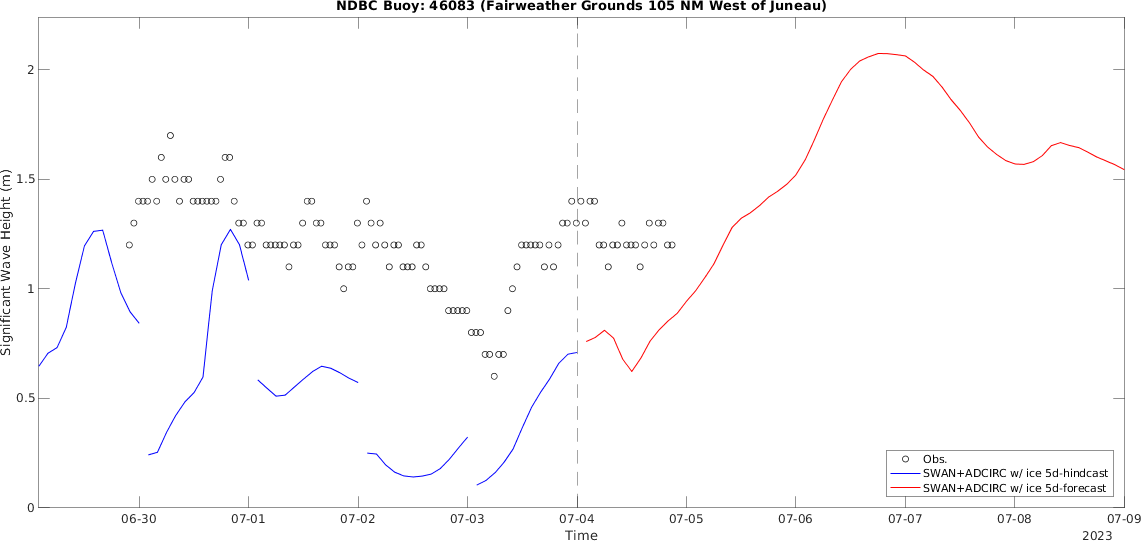 NDBC Buoy: 46083 (Fairweather Grounds 105 NM West of Juneau)
Significant Wave Height (m)
2
1.5
1
0.5
0
Obs.
SWAN+ADCIRC w/ ice 5d-hindcast
SWAN+ADCIRC w/ ice 5d-forecast
06-30 07-01 07-02 07-03 07-04 07-05 07-06 07-07 07-08 07-09
Time
2023